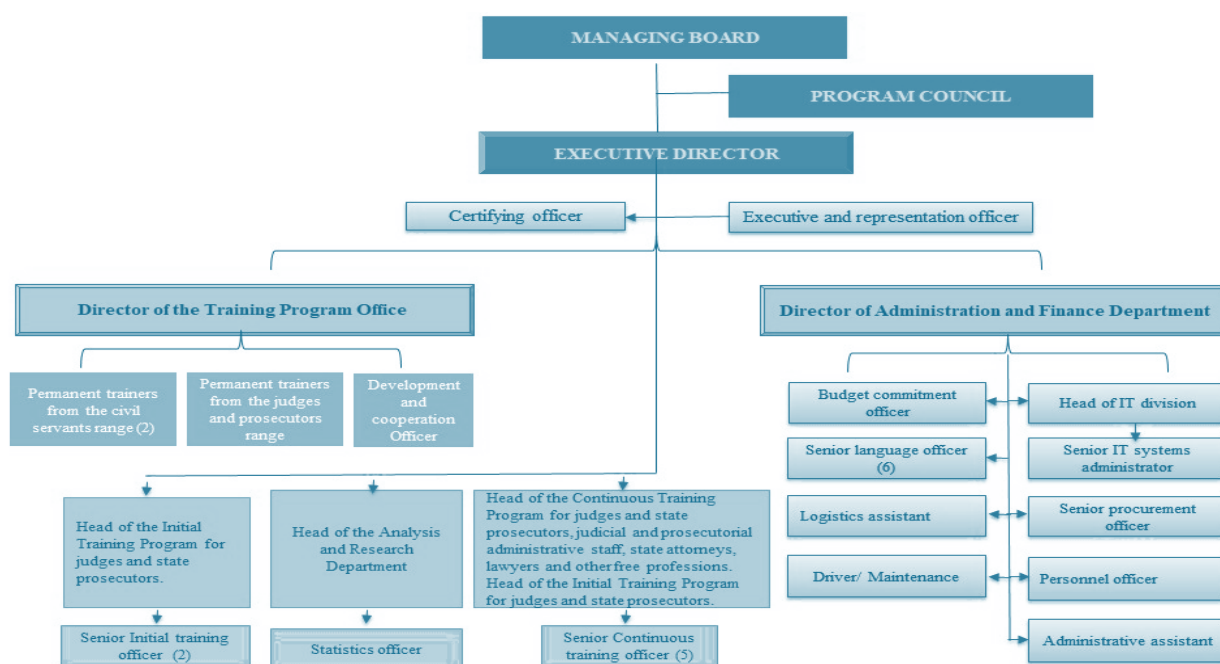 MANAGING BOARD
PROGRAM COUNCIL
EXECUTIVE DIRECTOR
Certifying officer
Executive and representation officer
Director of the Training Program Office
Director of Administration and Finance Department
Permanent trainers
from the civil
servants range (2)
Permanent trainers
from the judges
and prosecutors
range
Development
and
cooperation
Officer
Budget commitment
officer
Head of IT division
Senior language officer
(6)
Senior IT systems
administrator
Logistics assistant
Senior procurement
officer
Driver/ Maintenance
Personnel officer
Administrative assistant
Head of the Initial
Training Program for
judges and state
prosecutors.
Head of the Analysis
and Research
Department
Head of the Continuous Training
Program for judges and state
prosecutors, judicial and prosecutorial
administrative staff, state attorneys,
lawyers and otherfree professions.
Head of the Initial Training Program
for judges and state prosecutors.
Senior Initial training
officer (2)
Statistics officer
Senior Continuous
training officer (5)